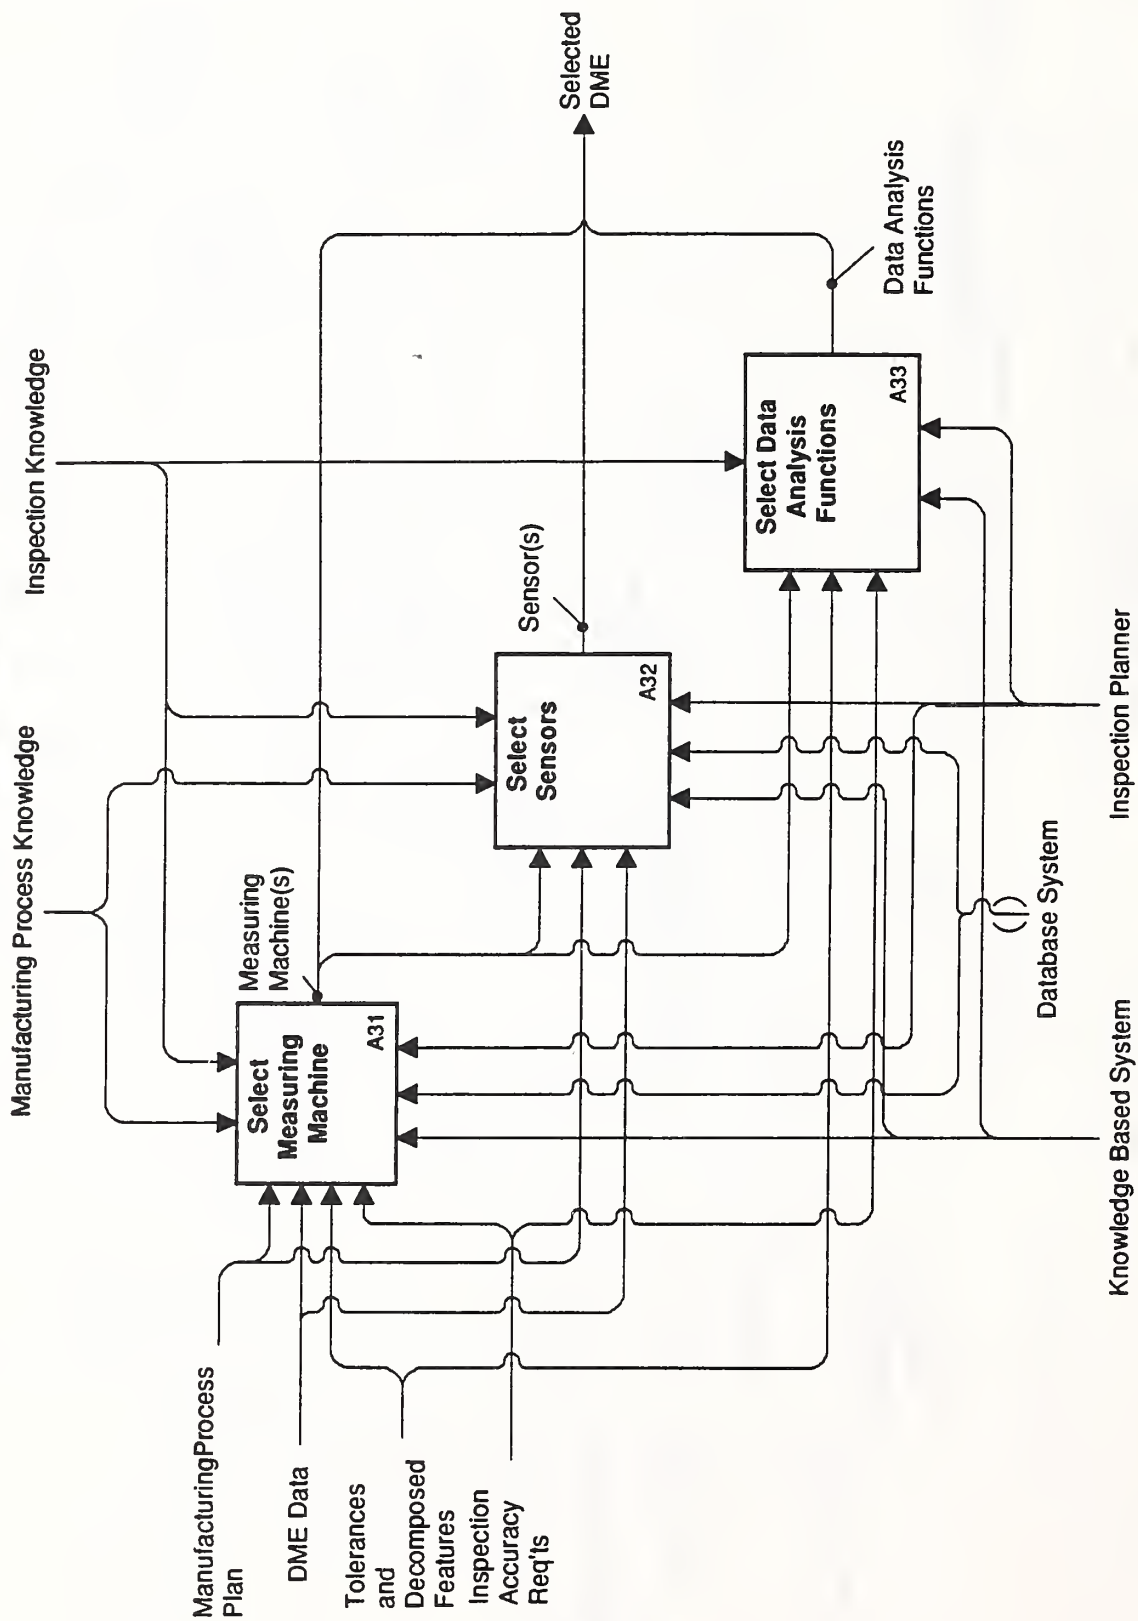 Manufacturing Process Knowledge
Inspection Knowledge
ManufacturingProcess
Plan
DME Data
Tolerances
and
Decomposed
Features
Inspection
Accuracy
Req'ts
Select
Measuring
Machine
A31
Measuring
Machine(s)
Select
Sensors
A32
Sensor(s)
Select Data
Analysis
Functions
A33
Data Analysis
Functions
Selected
DME
Knowledge Based System
Database System
Inspection Planner